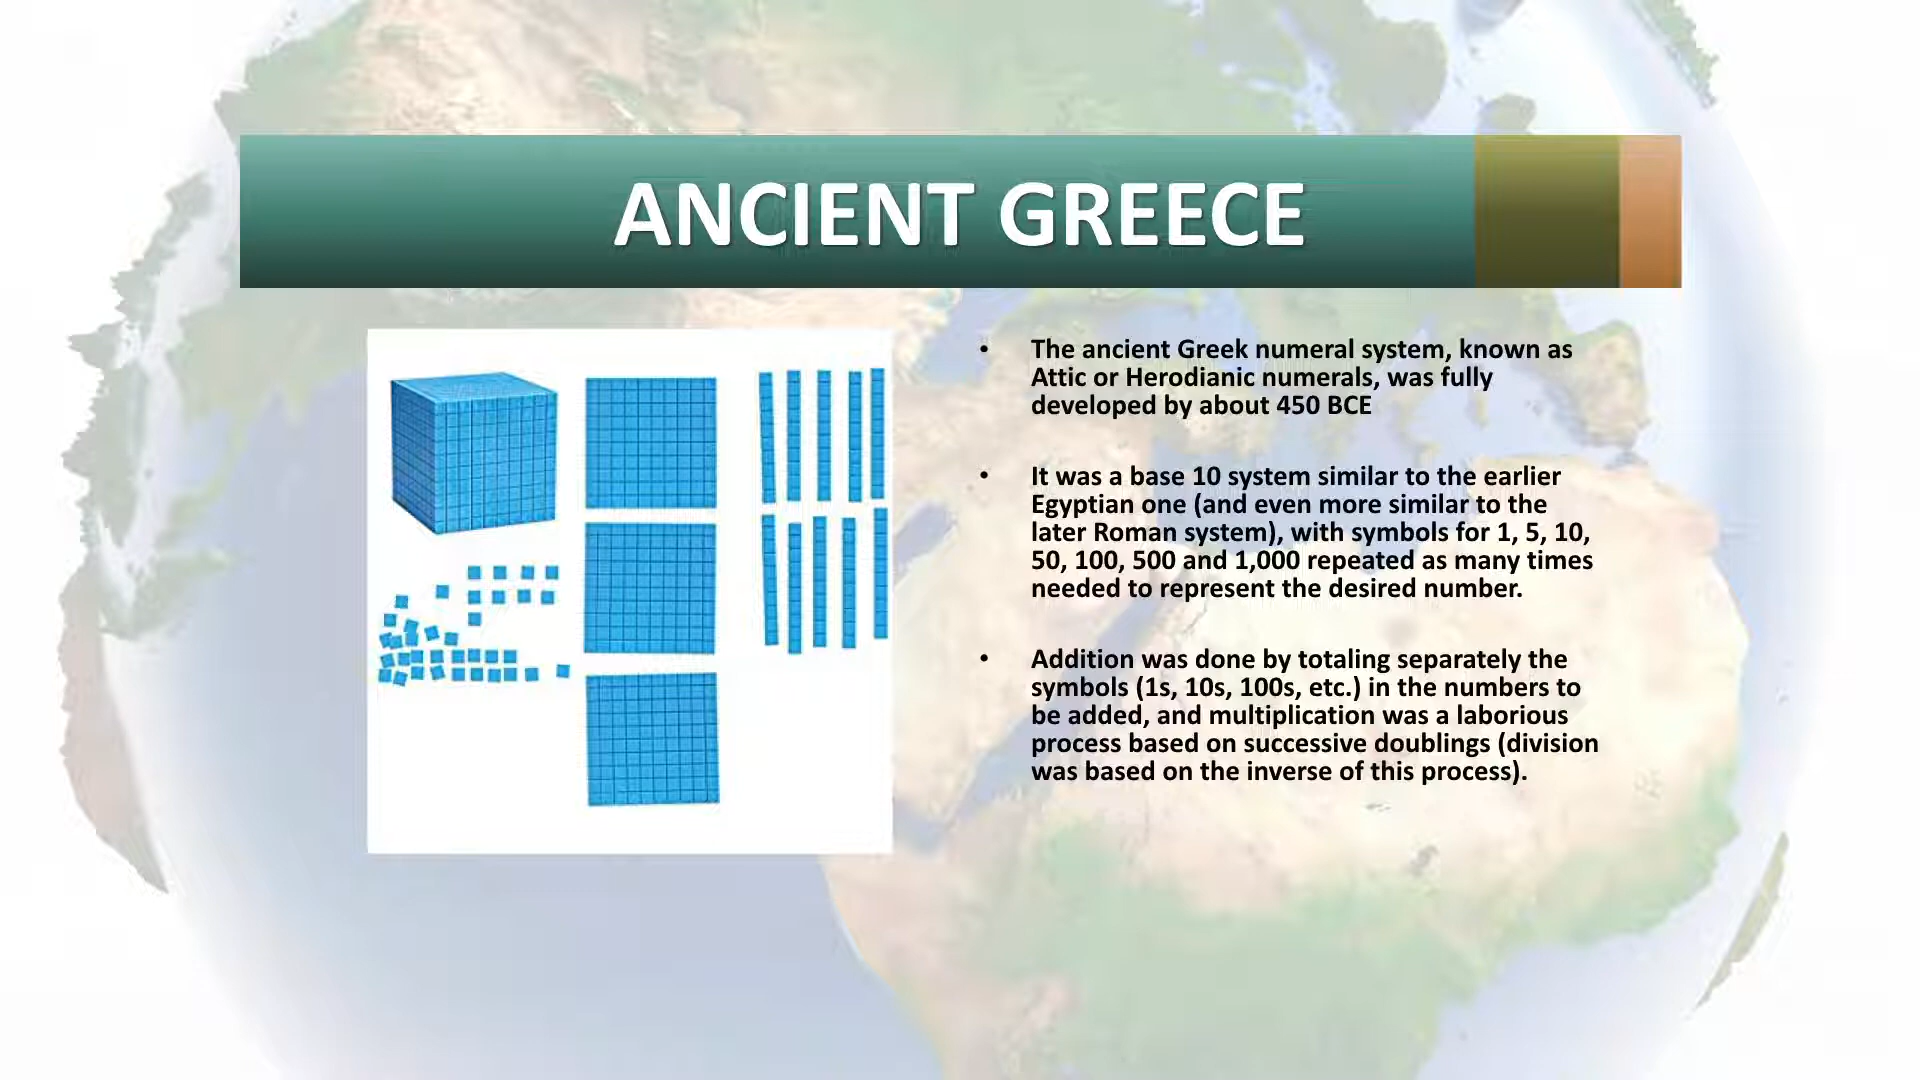 ANCIENT GREECE
• The ancient Greek numeral system, known as
Attic or Herodianic numerals, was fully
developed by about 450 BCE
• It was a base 10 system similar to the earlier
Egyptian one (and even more similar to the
later Roman system), with symbols for 1, 5, 10,
50, 100, 500 and 1,000 repeated as many times
needed to represent the desired number.
• Addition was done by totaling separately the
symbols (1s, 10s, 100s, etc.) in the numbers to
be added, and multiplication was a laborious
process based on successive doublings (division
was based on the inverse of this process).